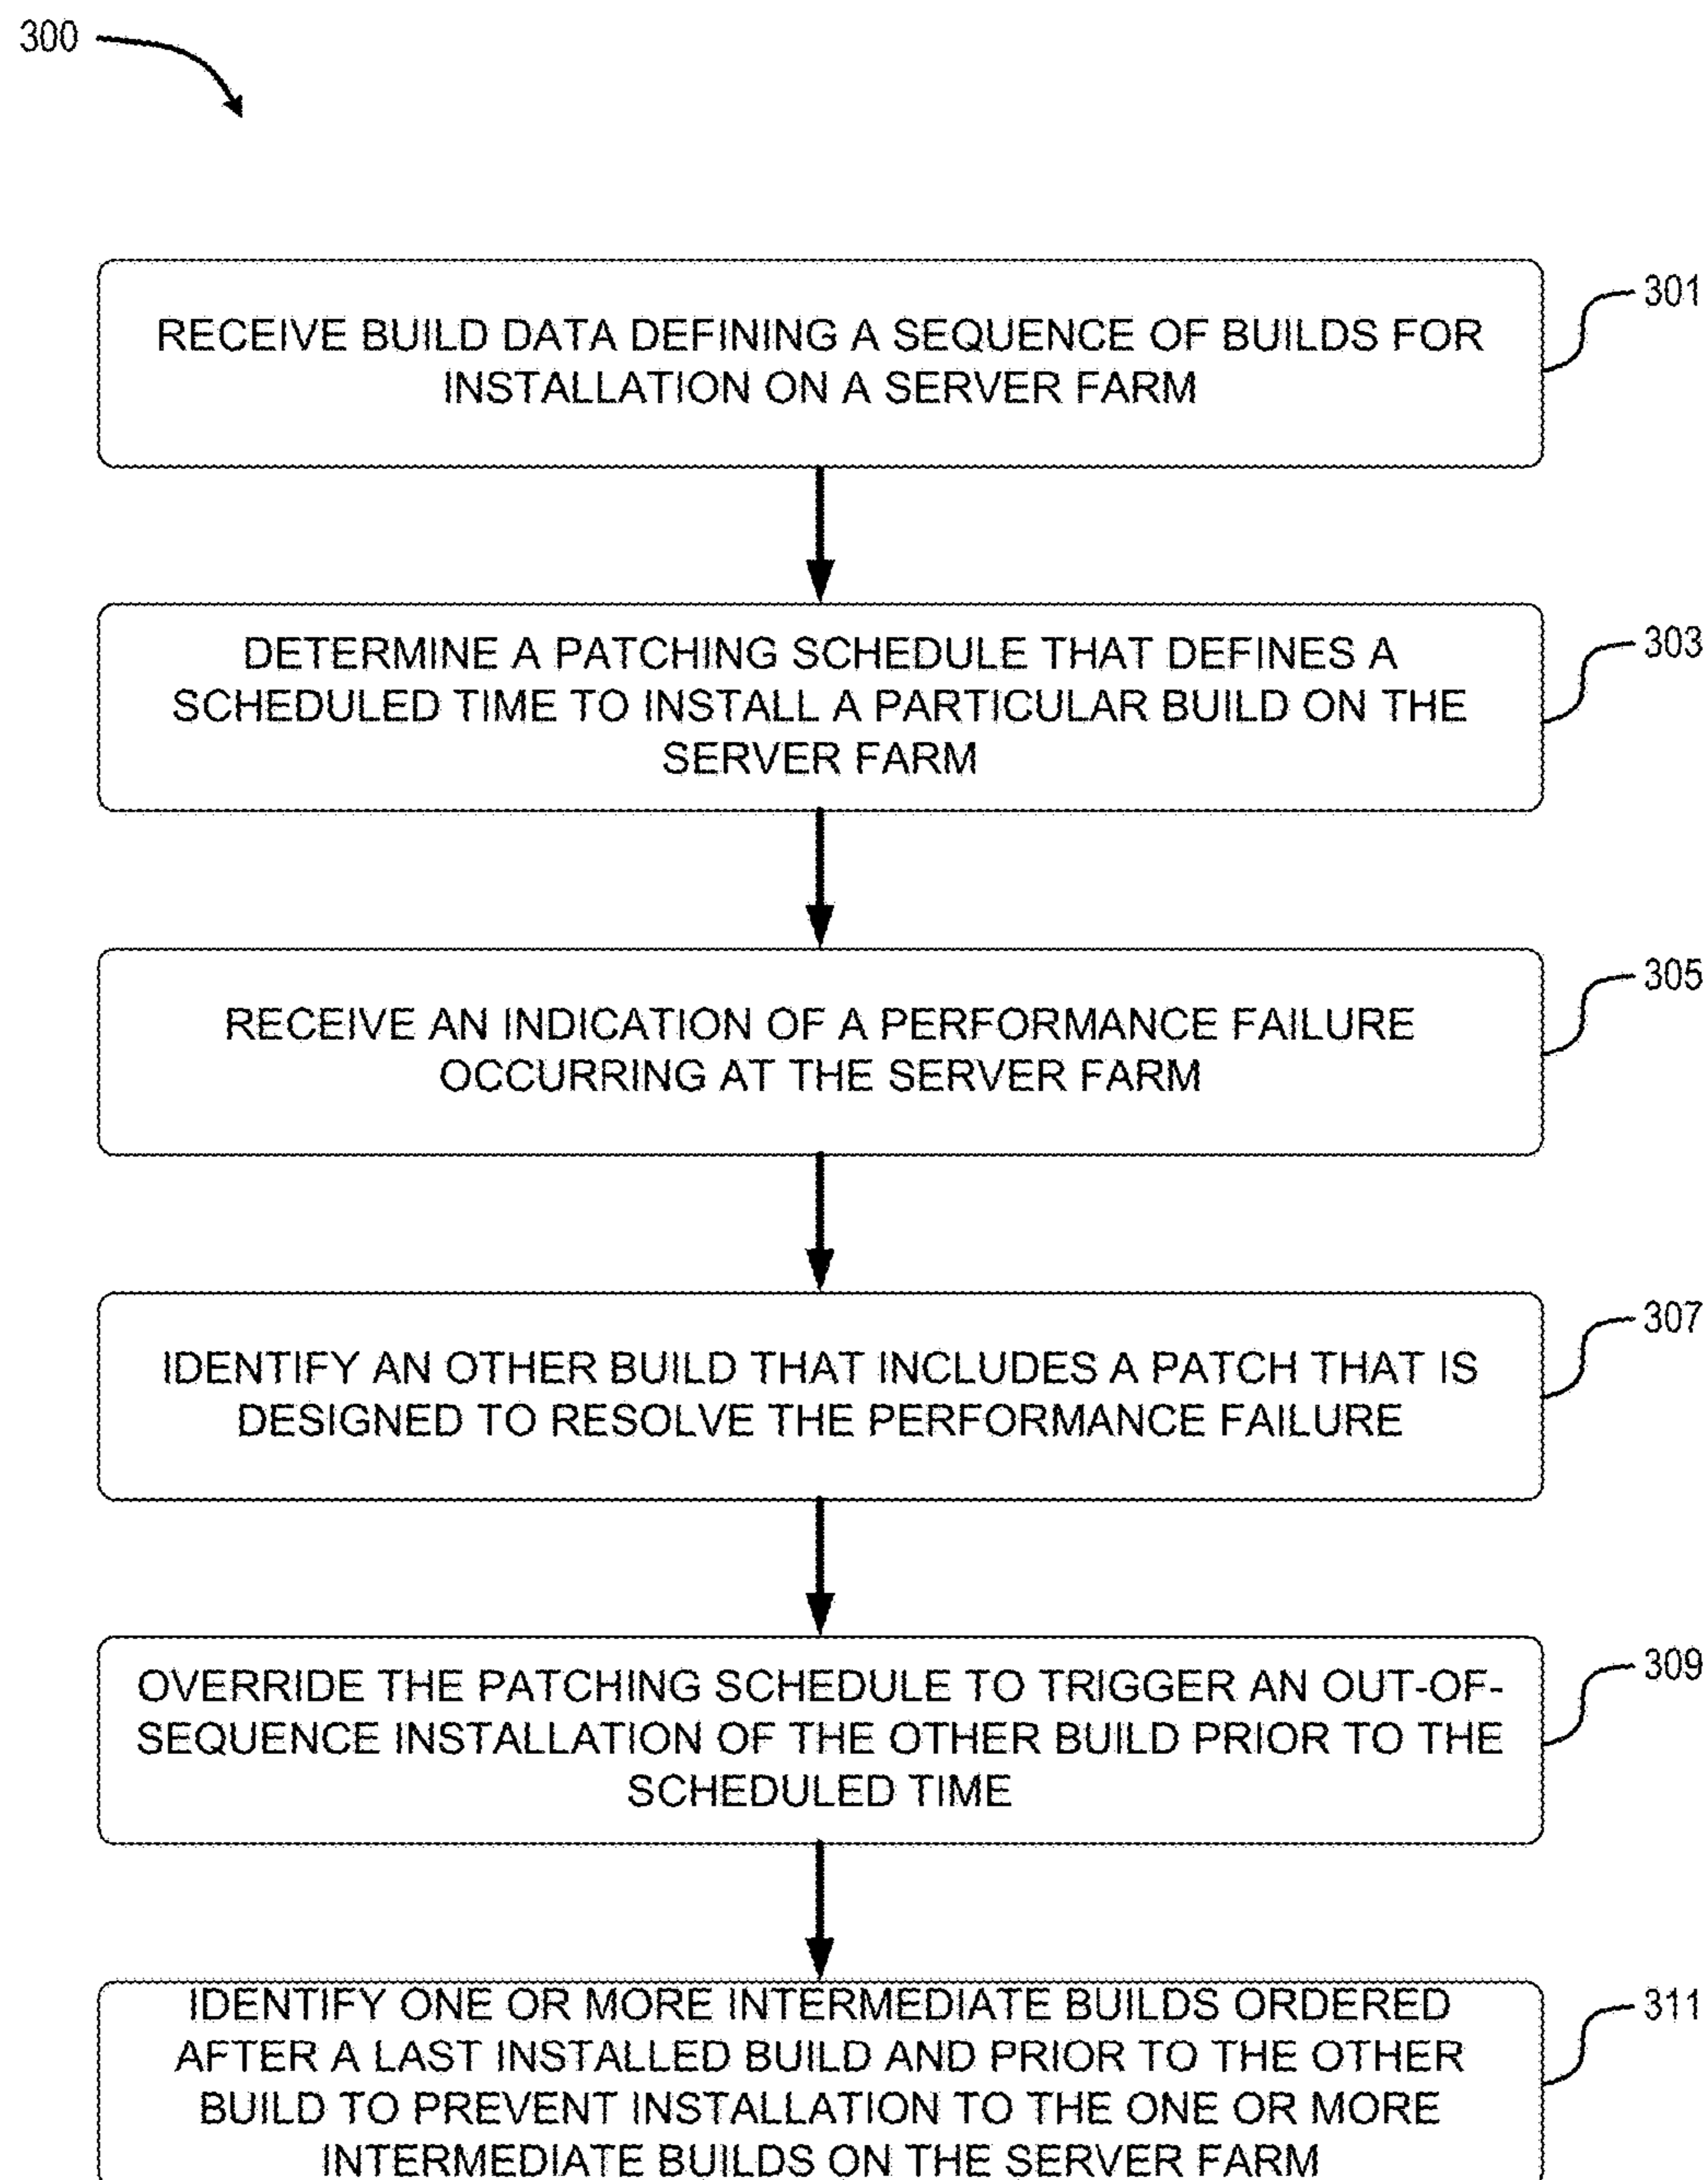 300
RECEIVE BUILD DATA DEFINING A SEQUENCE OF BUILDS FOR
INSTALLATION ON A SERVER FARM
301
DETERMINE A PATCHING SCHEDULE THAT DEFINES A
SCHEDULED TIME TO INSTALL A PARTICULAR BUILD ON THE
SERVER FARM
303
RECEIVE AN INDICATION OF A PERFORMANCE FAILURE
OCCURRING AT THE SERVER FARM
305
IDENTIFY AN OTHER BUILD THAT INCLUDES A PATCH THAT IS
DESIGNED TO RESOLVE THE PERFORMANCE FAILURE
307
OVERRIDE THE PATCHING SCHEDULE TO TRIGGER AN OUT-OF-
SEQUENCE INSTALLATION OF THE OTHER BUILD PRIOR TO THE
SCHEDULED TIME
309
IDENTIFY ONE OR MORE INTERMEDIATE BUILDS ORDERED
AFTER A LAST INSTALLED BUILD AND PRIOR TO THE OTHER
BUILD TO PREVENT INSTALLATION TO THE ONE OR MORE
INTERMEDIATE BUILDS ON THE SERVER FARM
311